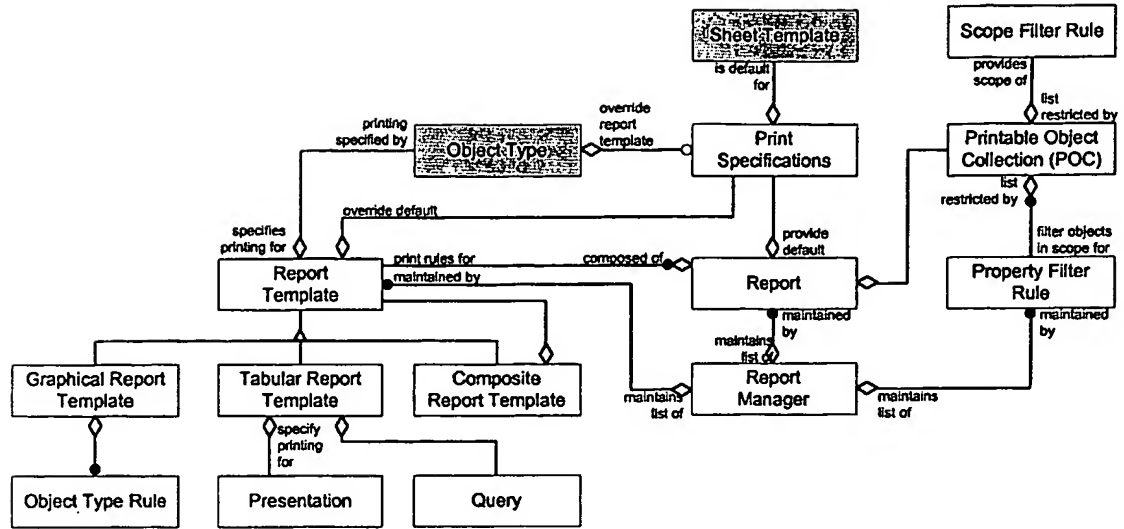 Sheet Template
Scope Filter Rule
is default
for
provides
scope of
list
restricted by
printing
specified by
Object Type
override
report
template
Print
Specifications
Printable Object
Collection (POC)
list
restricted by
override default
specifies
printing for
provide
default
filter objects
in scope for
Report
Template
print rules for
maintained by
composed of
Report
Property Filter
Rule
maintained
by
maintained
by
maintains
list of
Graphical Report
Template
Tabular Report
Template
Composite
Report Template
maintains
list of
Report
Manager
maintains
list of
specify
printing
for
Object Type Rule
Presentation
Query